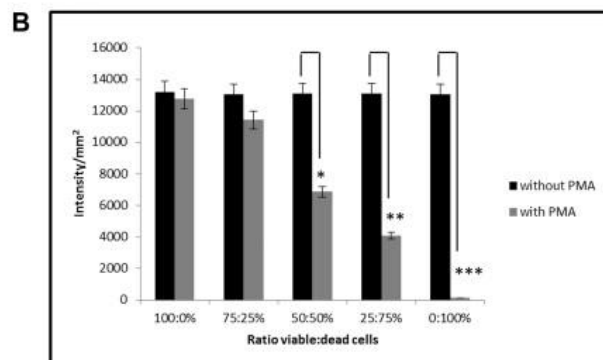 B
16000
14000
12000
10000
8000
6000
4000
2000
0
Intensity/mm²
*
**
***
without PMA
with PMA
100:0% 75:25% 50:50% 25:75% 0:100%
Ratio viable:dead cells